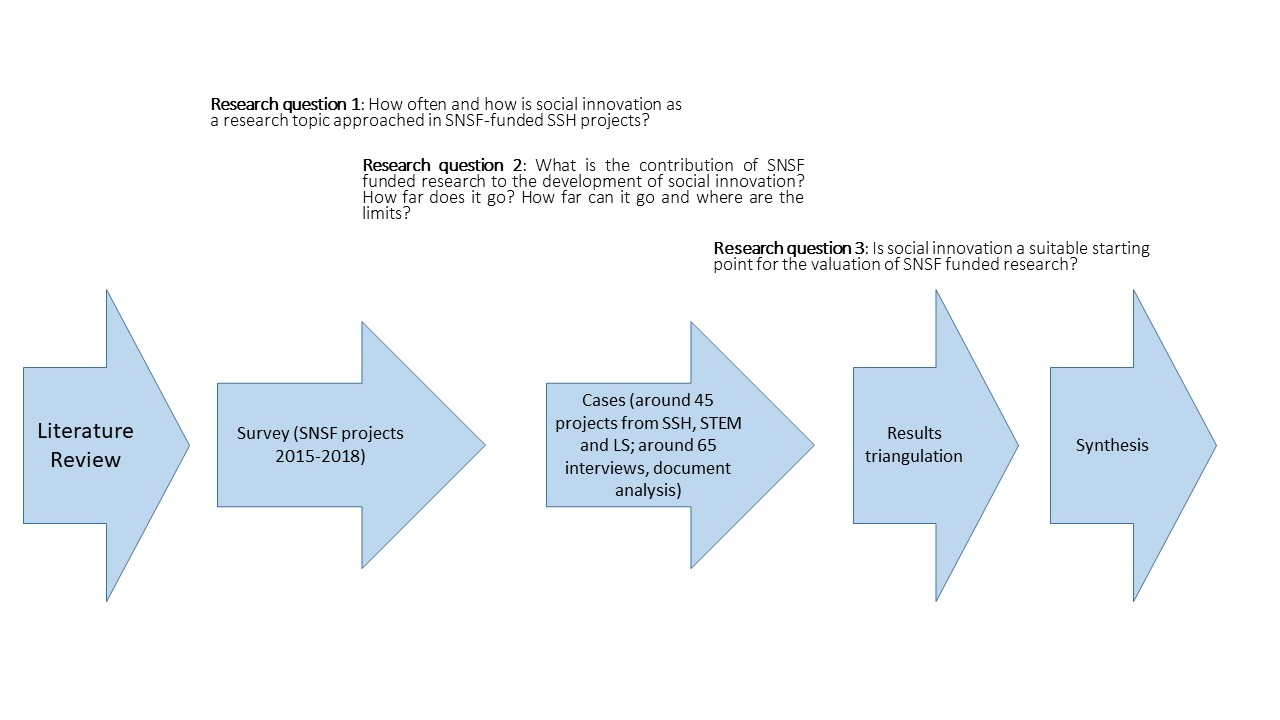 Research question 1: How often and how is social innovation as
a research topic approached in SNSF-funded SSH projects?
Research question 2: What is the contribution of SNSF
funded research to the development of social innovation?
How far does it go? How far can it go and where are the
limits?
Research question 3: Is social innovation a suitable starting
point for the valuation of SNSF funded research?
Literature
Review
Survey (SNSF projects
2015-2018)
Cases (around 45
projects from SSH, STEM
and LS; around 65
interviews, document
analysis)
Results
triangulation
Synthesis